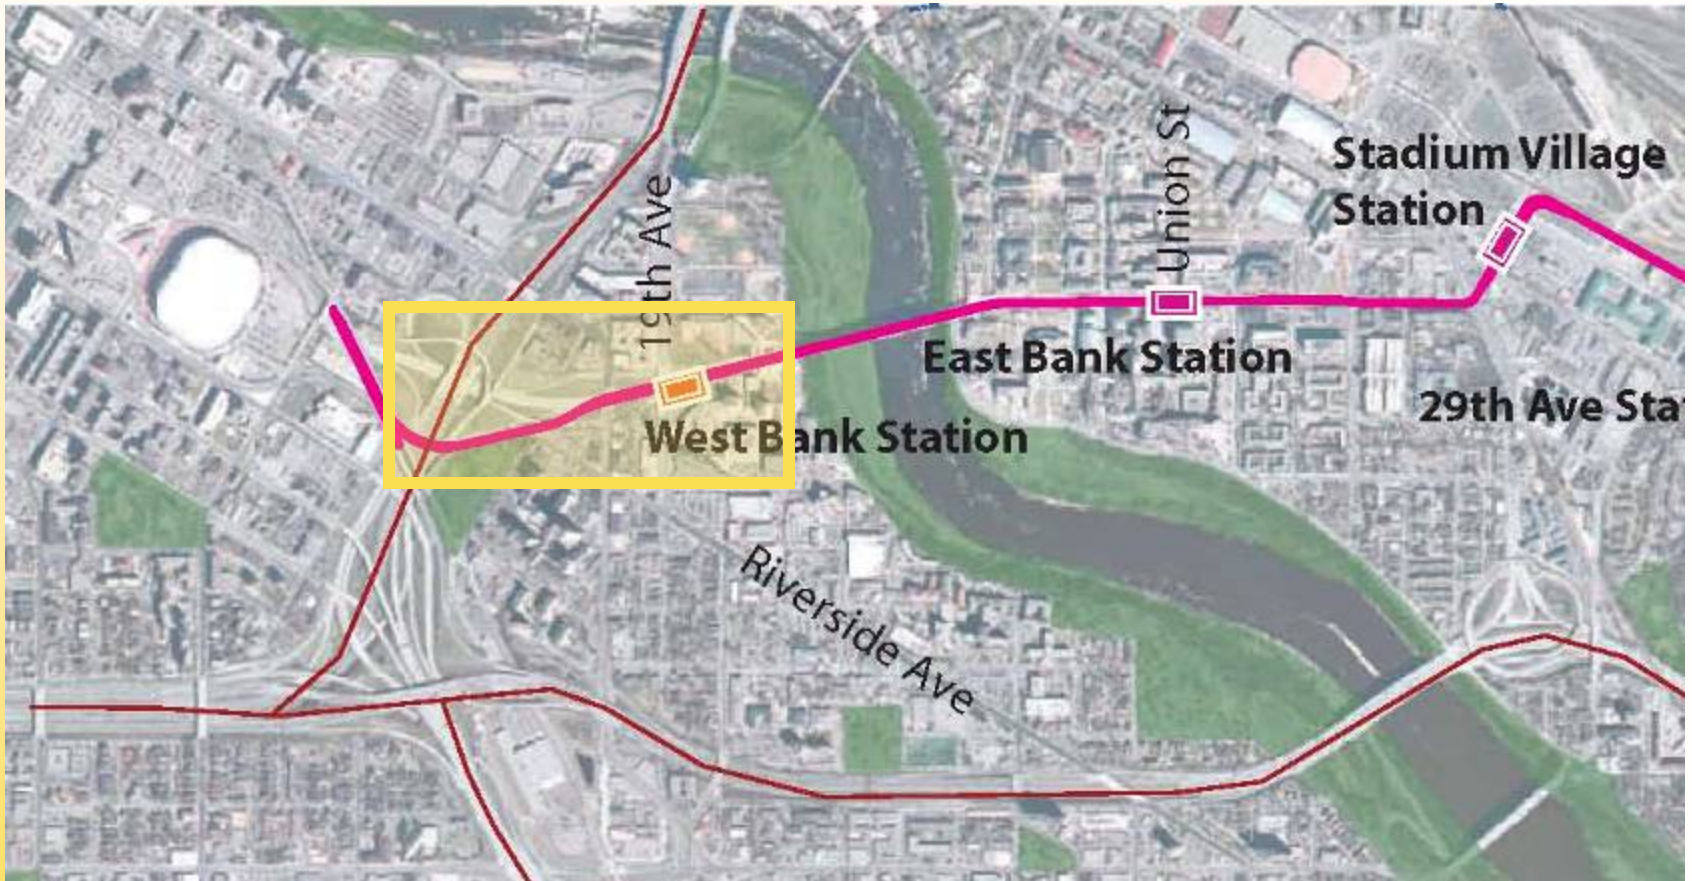 19th Ave
Union St
Stadium Village
Station
East Bank Station
29th Ave Sta
West Bank Station
Riverside Ave